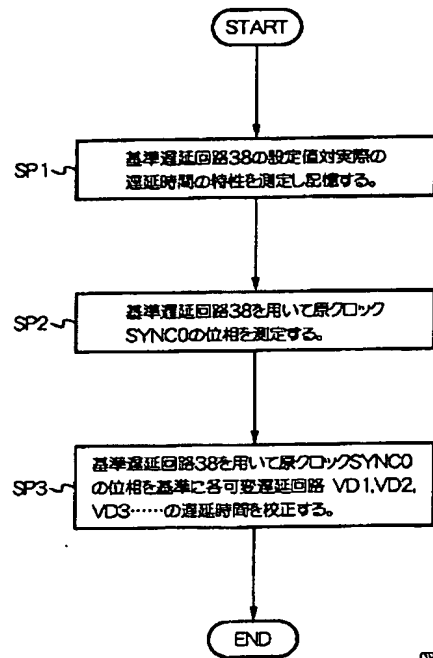 START
SP1
基準遅延回路38の設定値対実際の
遅延時間の特性を測定し記憶する。
SP2
基準遅延回路38を用いて原クロック
SYNC0の位相を測定する。
SP3
基準遅延回路38を用いて原クロックSYNC0
の位相を基準に各可変遅延回路 VD1,VD2,
VD3……の遅延時間を校正する。
END